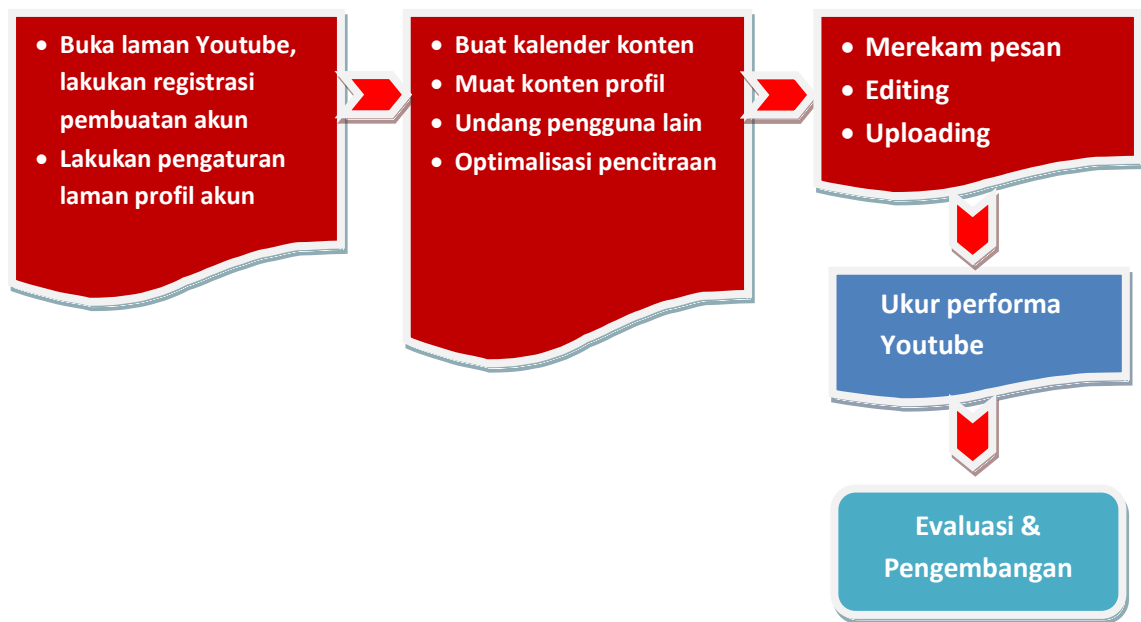 • Buka laman Youtube,
lakukan registrasi
pembuatan akun
• Lakukan pengaturan
laman profil akun
• Buat kalender konten
• Muat konten profil
• Undang pengguna lain
• Optimalisasi pencitraan
• Merekam pesan
• Editing
• Uploading
Ukur performa
Youtube
Evaluasi &
Pengembangan